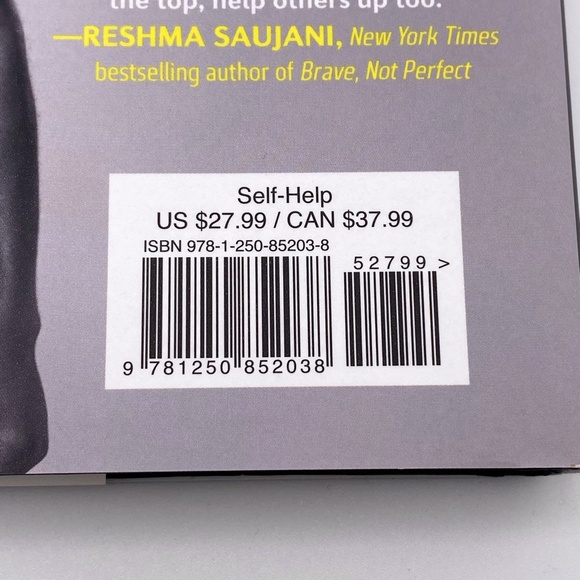 the top, help others up too.
—RESHMA SAUJANI, New York Times
bestselling author of Brave, Not Perfect
Self-Help
US $27.99 / CAN $37.99
ISBN 978-1-250-85203-8
52799 >
9 781250 852038